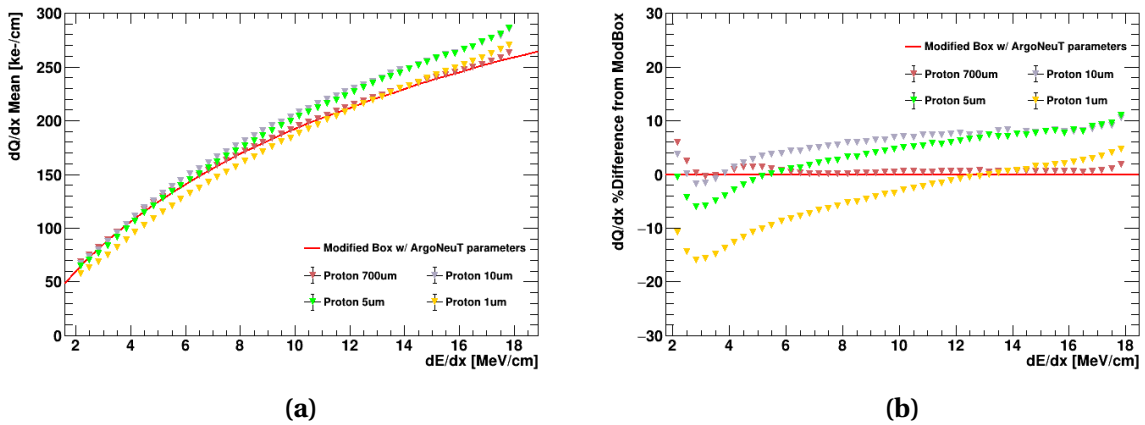 dQ/dx Mean [ke-/cm]
300
250
200
150
100
50
0
Modified Box w/ ArgoNeuT parameters
Proton 700um
Proton 10um
Proton 5um
Proton 1um
2 4 6 8 10 12 14 16 18
dE/dx [MeV/cm]
(a)
dQ/dx %Difference from ModBox
30
20
10
0
−10
−20
−30
Modified Box w/ ArgoNeuT parameters
Proton 700um
Proton 10um
Proton 5um
Proton 1um
2 4 6 8 10 12 14 16 18
dE/dx [MeV/cm]
(b)